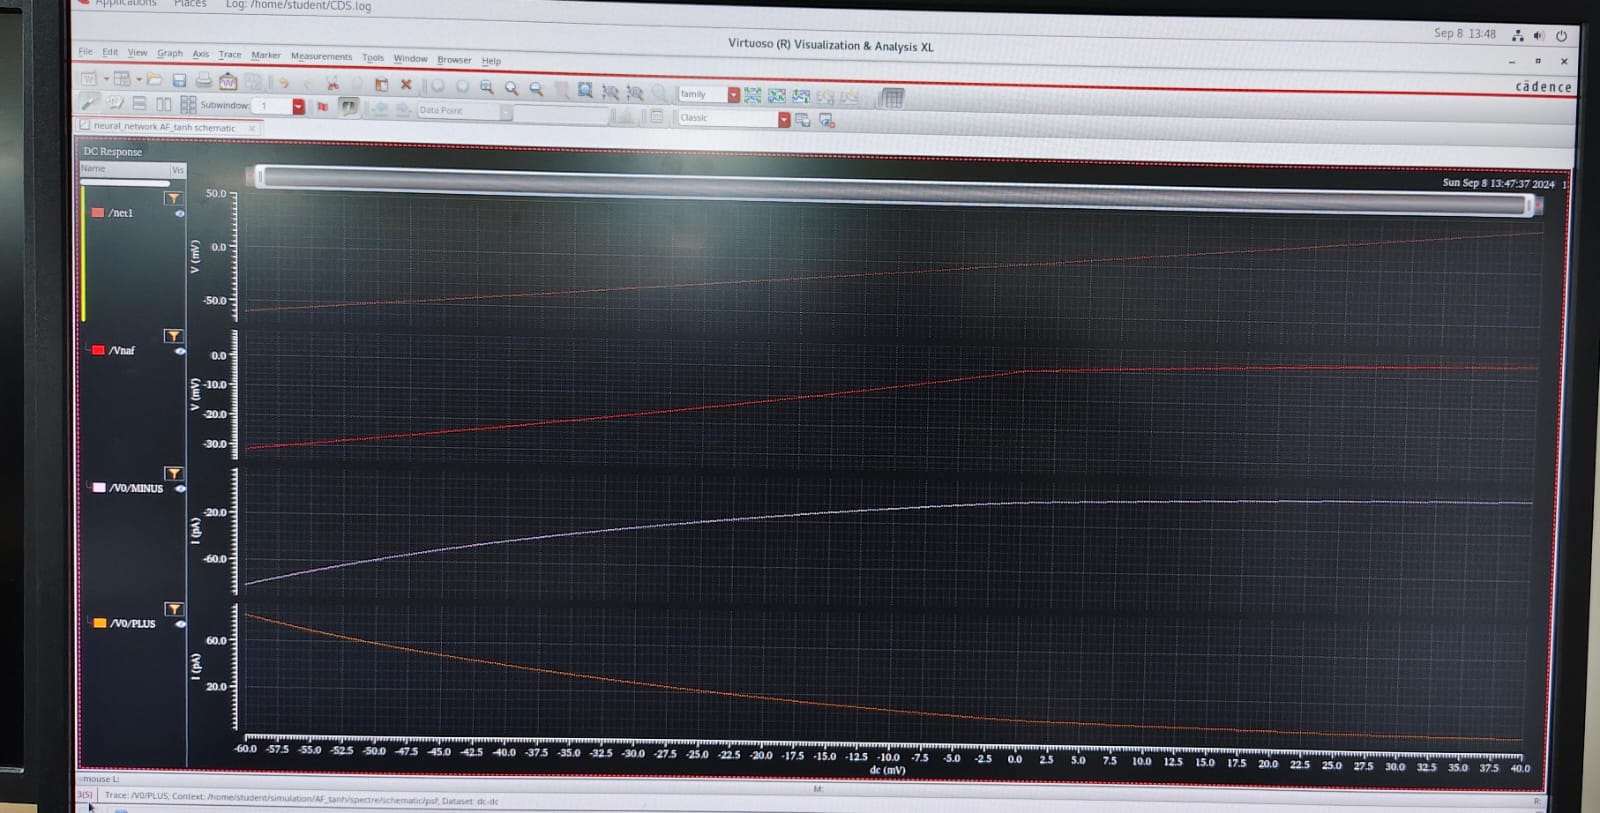 Applications Places Log: /home/student/CDS.log
Sep 8 13:48
Virtuoso (R) Visualization & Analysis XL
File Edit View Graph Axis Trace Marker Measurements Tools Window Browser Help
cādence
family
Subwindow: 1
Data Point
Classic
neural_network AF_tanh schematic
DC Response
Name Vis
Sun Sep 8 13:47:37 2024 1
/net1
V (mV)
50.0
0.0
-50.0
/Vnaf
V (mV)
0.0
-10.0
-20.0
-30.0
/V0/MINUS
I (pA)
-20.0
-60.0
/V0/PLUS
I (pA)
60.0
20.0
-60.0 -57.5 -55.0 -52.5 -50.0 -47.5 -45.0 -42.5 -40.0 -37.5 -35.0 -32.5 -30.0 -27.5 -25.0 -22.5 -20.0 -17.5 -15.0 -12.5 -10.0 -7.5 -5.0 -2.5 0.0 2.5 5.0 7.5 10.0 12.5 15.0 17.5 20.0 22.5 25.0 27.5 30.0 32.5 35.0 37.5 40.0
dc (mV)
mouse L: M: R:
3(5) Trace: /V0/PLUS; Context: /home/student/simulation/AF_tanh/spectre/schematic/psf; Dataset: dc-dc